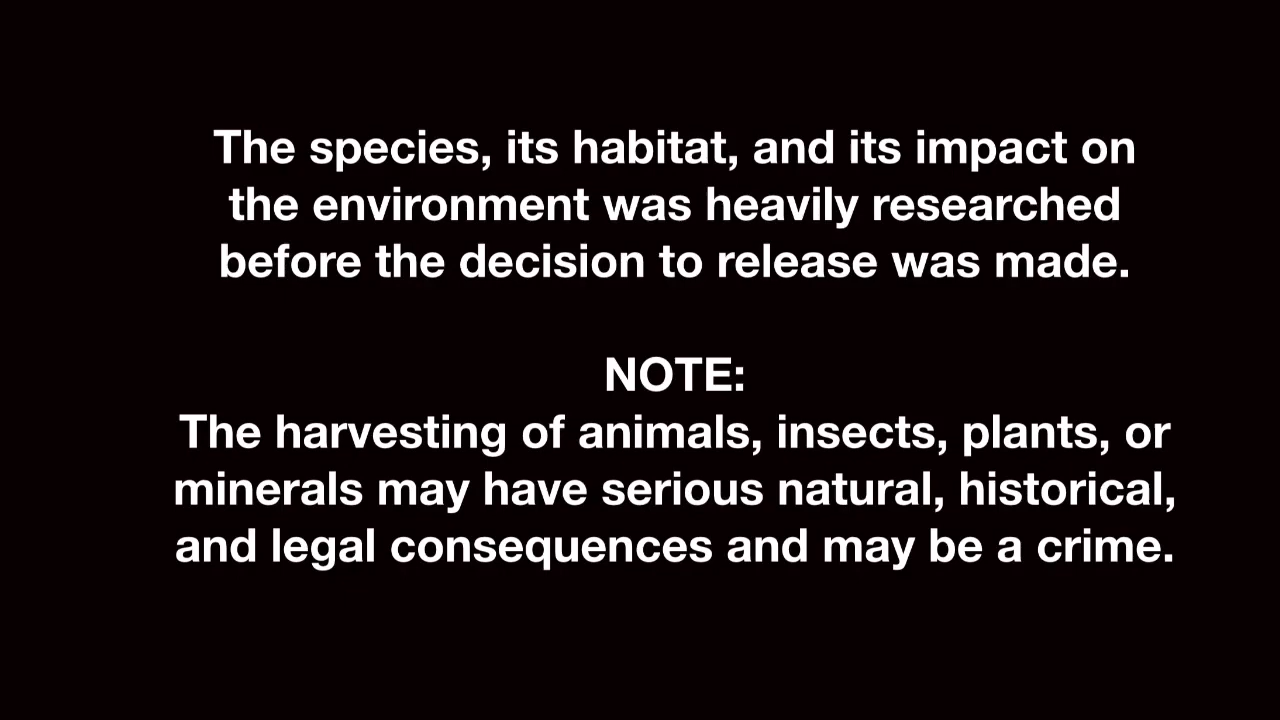 The species, its habitat, and its impact on
the environment was heavily researched
before the decision to release was made.
NOTE:
The harvesting of animals, insects, plants, or
minerals may have serious natural, historical,
and legal consequences and may be a crime.